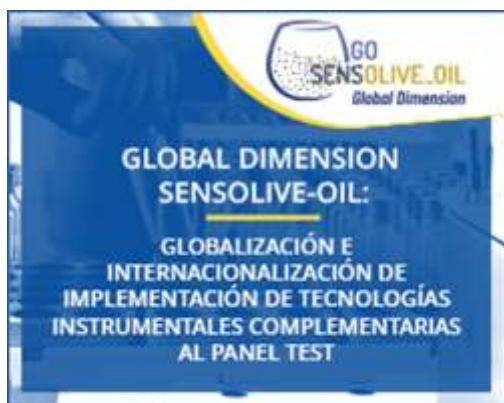 GO
SENSOLIVE_OIL
Global Dimension
GLOBAL DIMENSION
SENSOLIVE-OIL:
GLOBALIZACIÓN E
INTERNACIONALIZACIÓN DE
IMPLEMENTACIÓN DE TECNOLOGÍAS
INSTRUMENTALES COMPLEMENTARIAS
AL PANEL TEST